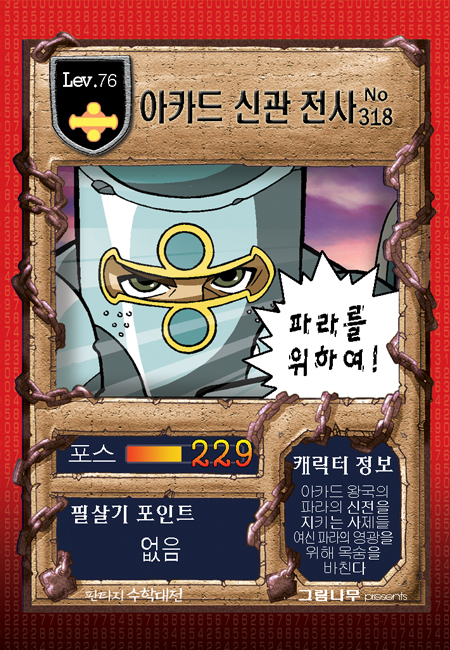 Lev.76
아카드 신관 전사
No
318
파라를
위하여!
포스 229
필살기 포인트
없음
캐릭터 정보
아카드 왕국의
파라의 신전을
지키는 사제들
여신 파라의 영광을
위해 목숨을
바친다
판타지 수학대전
그림나무 presents